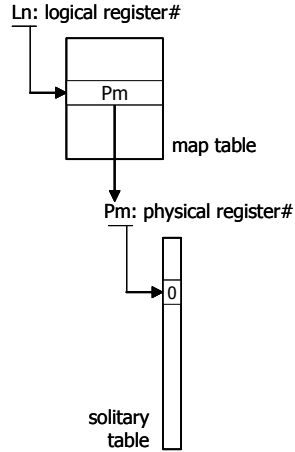 Ln: logical register#
Pm
map table
Pm: physical register#
0
solitary
table